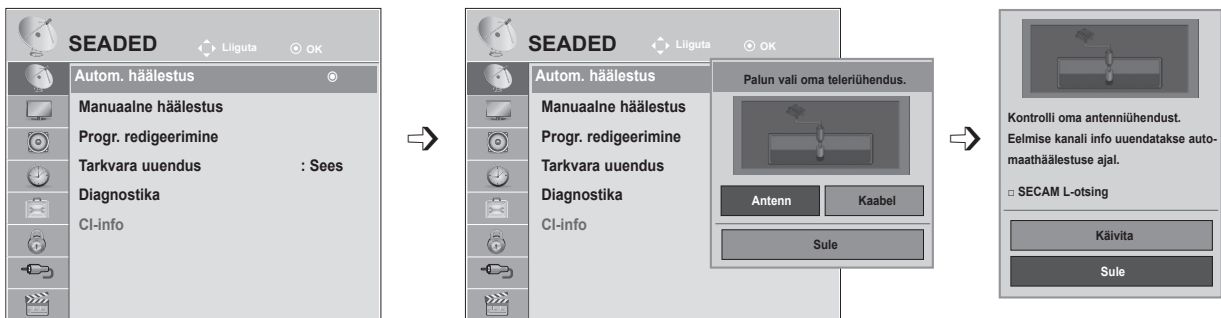 SEADED Liiguta OK
Autom. häälestus
Manuaalne häälestus
Progr. redigeerimine
Tarkvara uuendus : Sees
Diagnostika
CI-info
SEADED Liiguta OK
Autom. häälestus
Manuaalne häälestus
Progr. redigeerimine
Tarkvara uuendus
Diagnostika
CI-info
Palun vali oma teleriühendus.
Antenn Kaabel
Sule
Kontrolli oma antenniühendust.
Eelmise kanali info uuendatakse auto-
maathäälestuse ajal.
□ SECAM L-otsing
Käivita
Sule